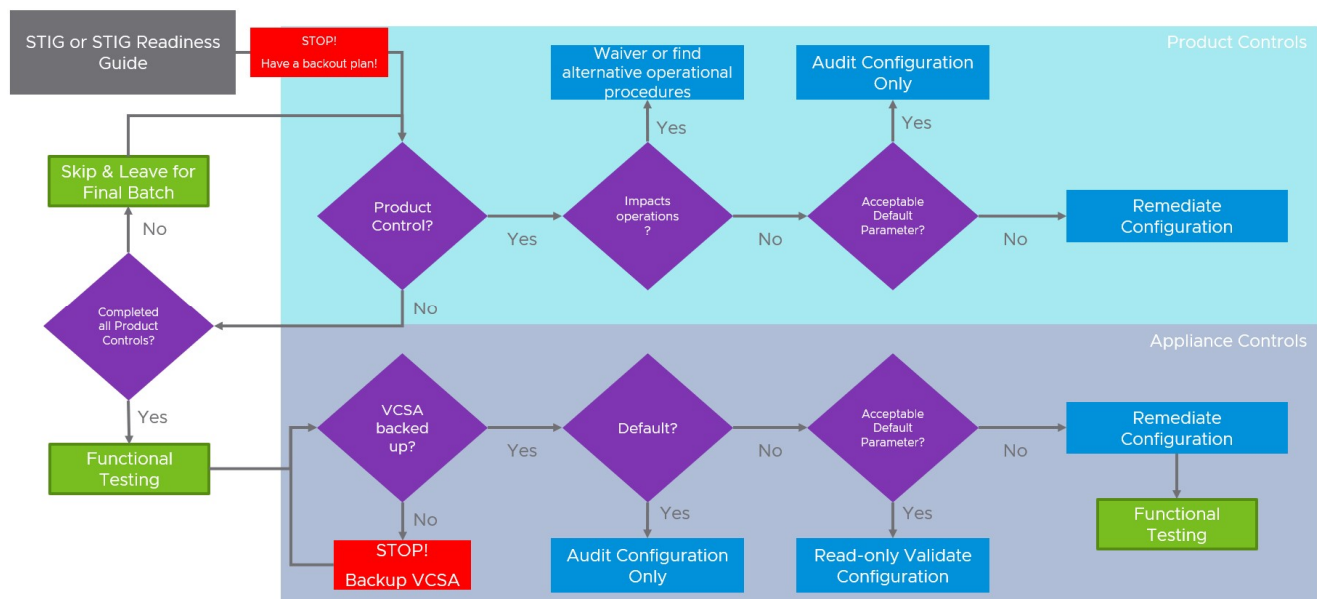 STIG or STIG Readiness
Guide
STOP!
Have a backout plan!
Product Controls
Waiver or find
alternative operational
procedures
Audit Configuration
Only
Yes
Yes
Skip & Leave for
Final Batch
Product
Control?
Impacts
operations
?
Acceptable
Default
Parameter?
Remediate
Configuration
No
Yes
No
No
No
Completed
all Product
Controls?
Appliance Controls
Yes
VCSA
backed
up?
Default?
Acceptable
Default
Parameter?
Remediate
Configuration
Functional
Testing
Yes
No
No
No
Yes
Yes
Functional
Testing
STOP!
Backup VCSA
Audit Configuration
Only
Read-only Validate
Configuration